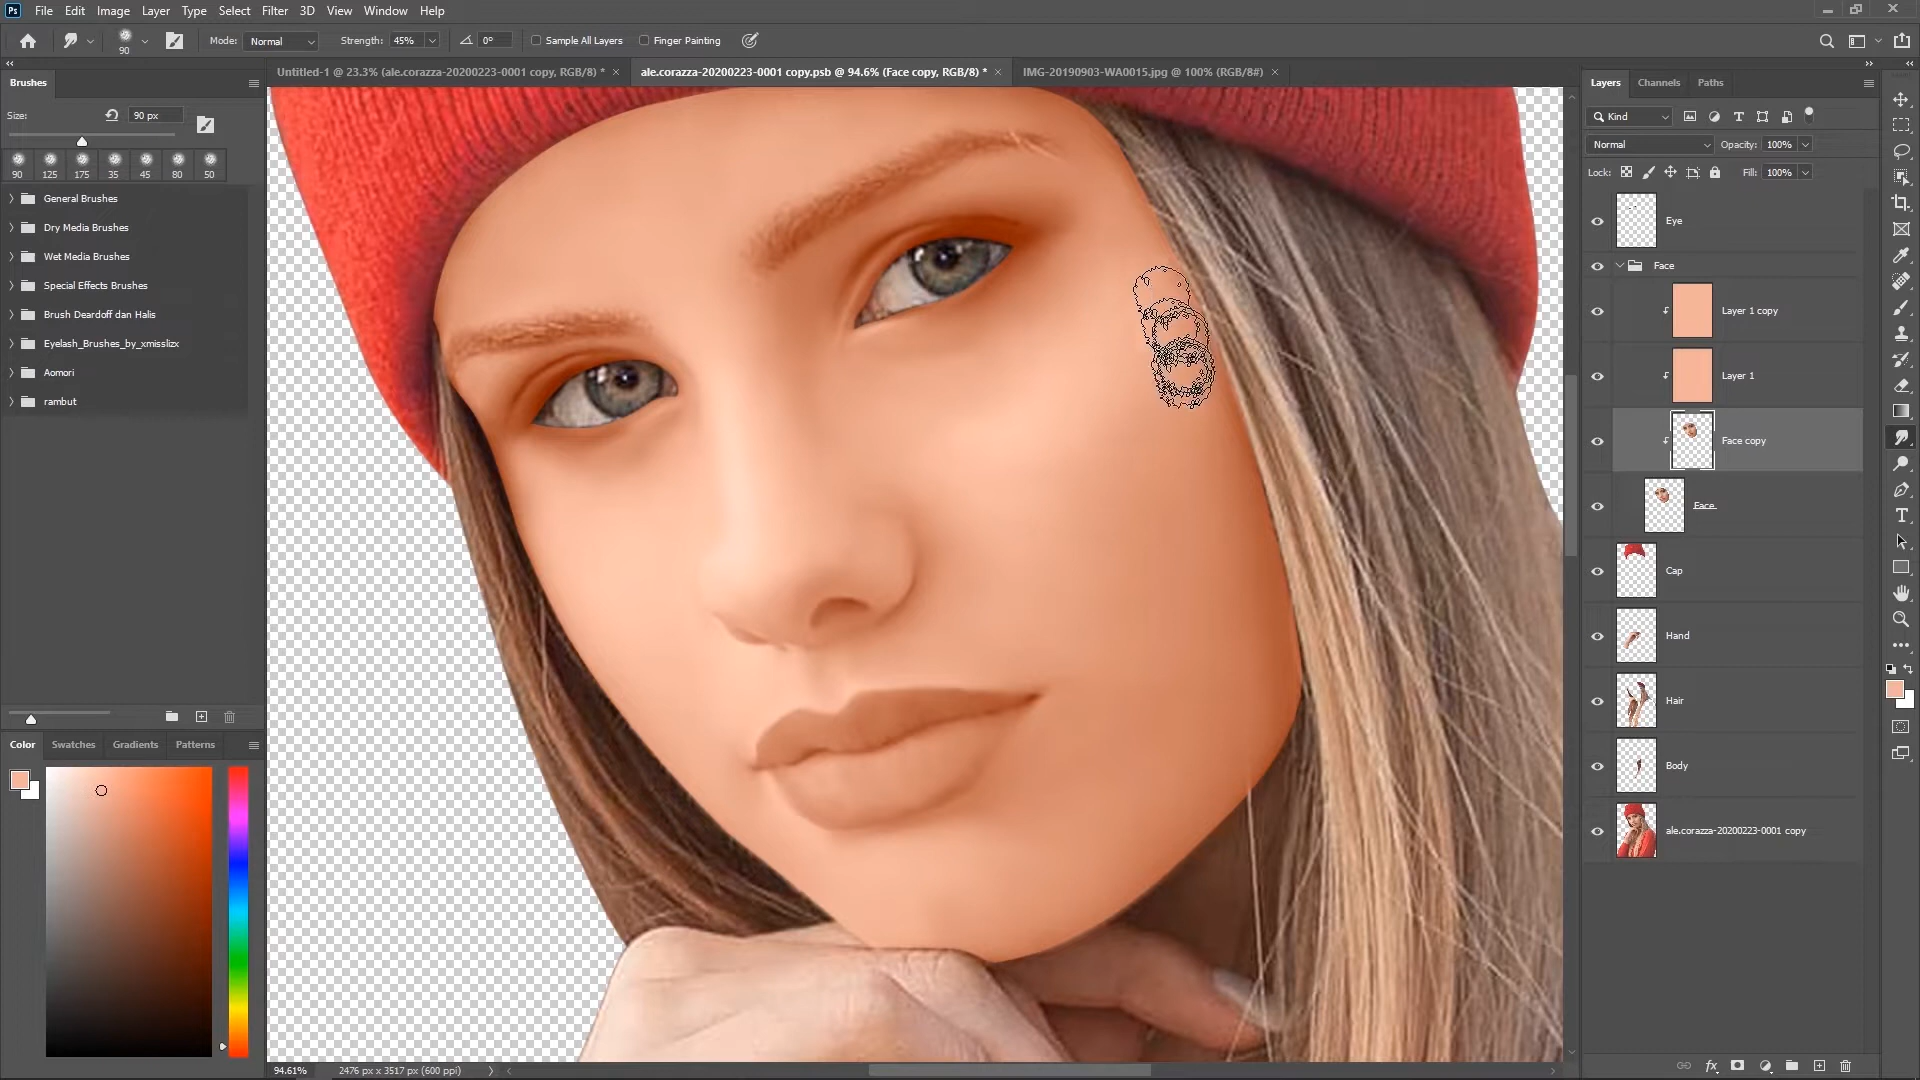 Ps File Edit Image Layer Type Select Filter 3D View Window Help
90 Mode: Normal Strength: 45% 0° Sample All Layers Finger Painting
Untitled-1 @ 23.3% (ale.corazza-20200223-0001 copy, RGB/8) * × ale.corazza-20200223-0001 copy.psb @ 94.6% (Face copy, RGB/8) * × IMG-20190903-WA0015.jpg @ 100% (RGB/8#) ×
Brushes
Size: 90 px
90 125 175 35 45 80 50
General Brushes
Dry Media Brushes
Wet Media Brushes
Special Effects Brushes
Brush Deardoff dan Halis
Eyelash_Brushes_by_xmisslizx
Aomori
rambut
Color Swatches Gradients Patterns
94.61% 2476 px x 3517 px (600 ppi)
Layers Channels Paths
Kind
Normal Opacity: 100%
Lock: Fill: 100%
Eye
Face
Layer 1 copy
Layer 1
Face copy
Face
Cap
Hand
Hair
Body
ale.corazza-20200223-0001 copy
fx